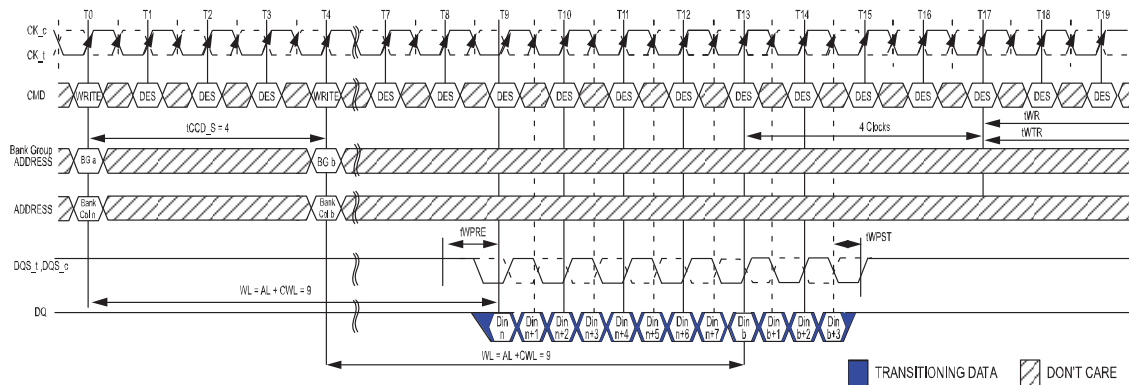 T0 T1 T2 T3 T4 T7 T8 T9 T10 T11 T12 T13 T14 T15 T16 T17 T18 T19
CK_c
CK_t
CMD WRITE DES DES DES WRITE DES DES DES DES DES DES DES DES DES DES DES DES DES
tCCD_S = 4
4 Clocks
tWR
tWTR
Bank Group
ADDRESS
BG a
BG b
ADDRESS
Bank
Col n
Bank
Col b
tWPRE
tWPST
DQS_t ,DQS_c
WL = AL + CWL = 9
DQ
Din n
Din n+1
Din n+2
Din n+3
Din n+4
Din n+5
Din n+6
Din n+7
Din b
Din b+1
Din b+2
Din b+3
WL = AL +CWL = 9
TRANSITIONING DATA
DON'T CARE